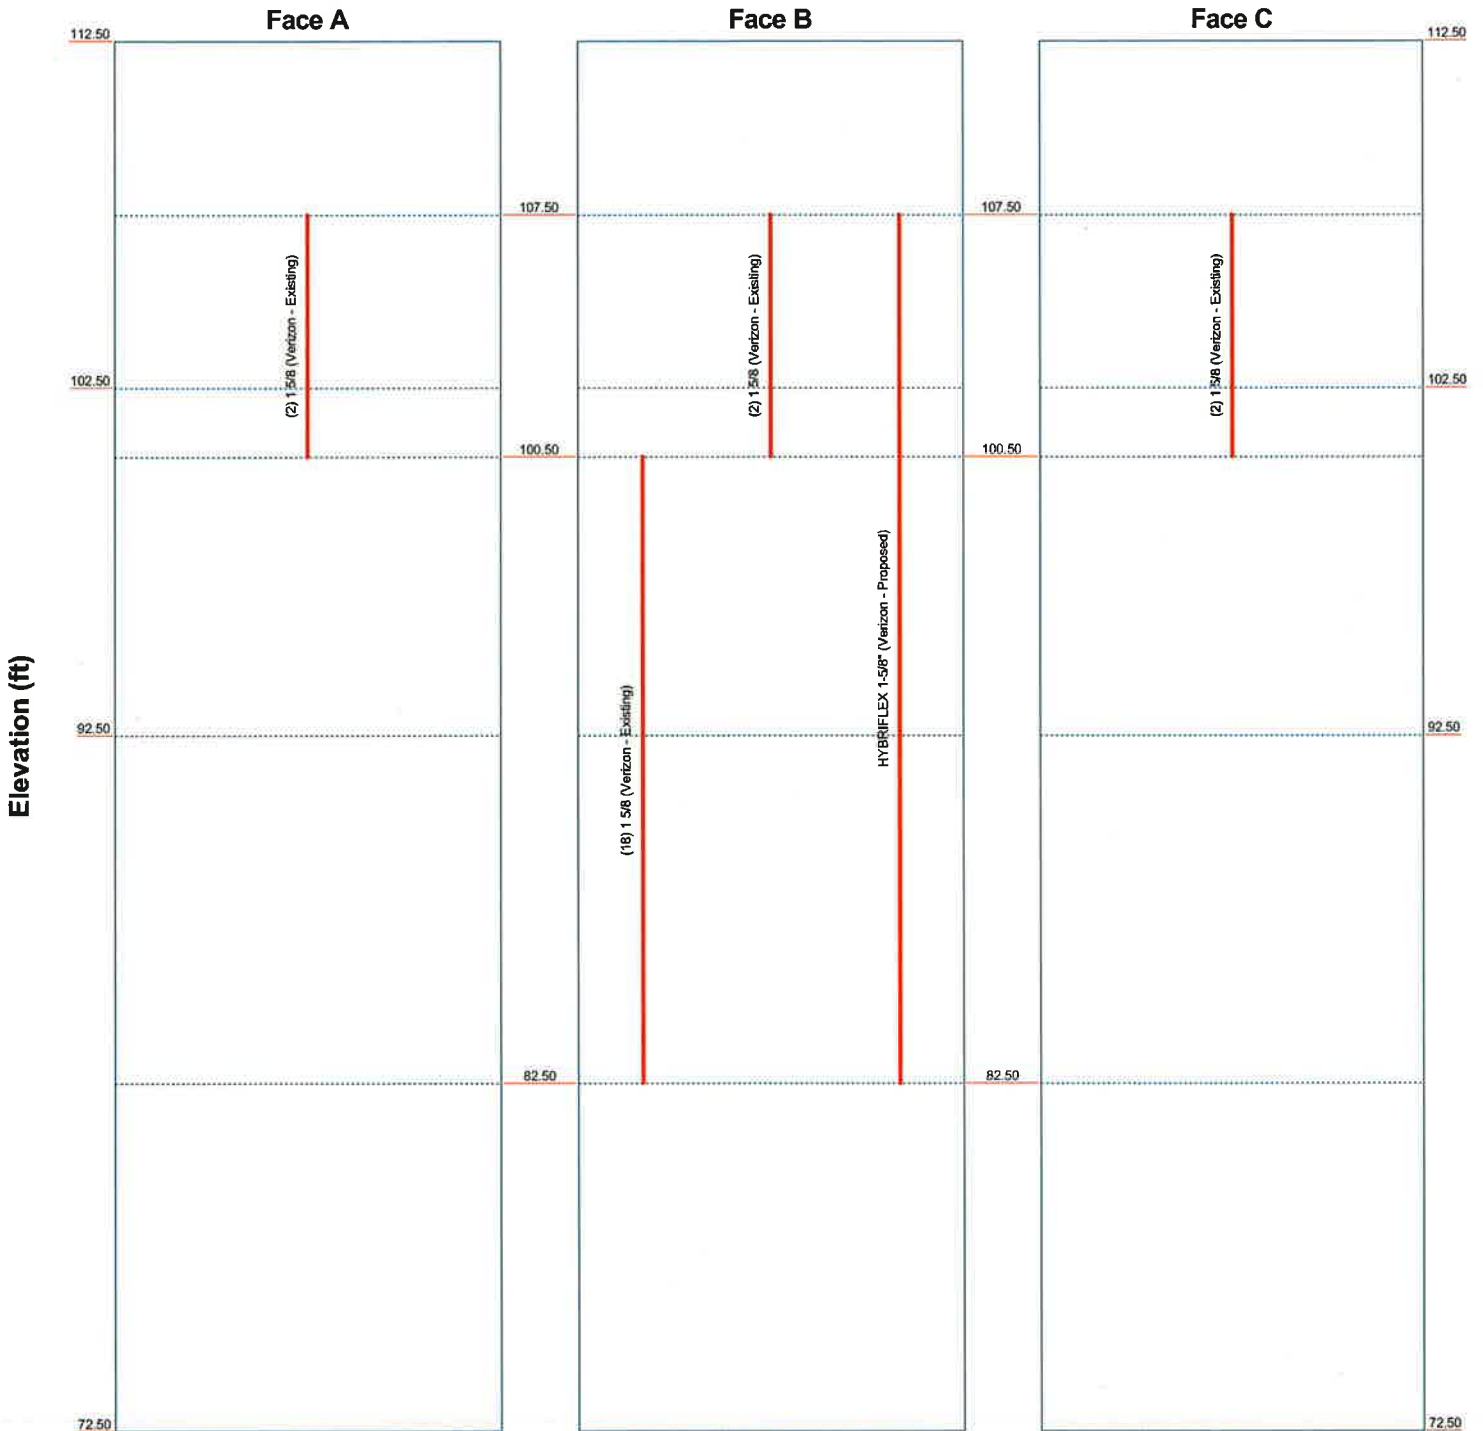 Face A
Face B
Face C
112.50
112.50
107.50
107.50
(2) 1 5/8 (Verizon - Existing)
(2) 1 5/8 (Verizon - Existing)
(2) 1 5/8 (Verizon - Existing)
102.50
102.50
100.50
100.50
HYBRIFLEX 1-5/8" (Verizon - Proposed)
(18) 1 5/8 (Verizon - Existing)
Elevation (ft)
92.50
92.50
82.50
82.50
72.50
72.50